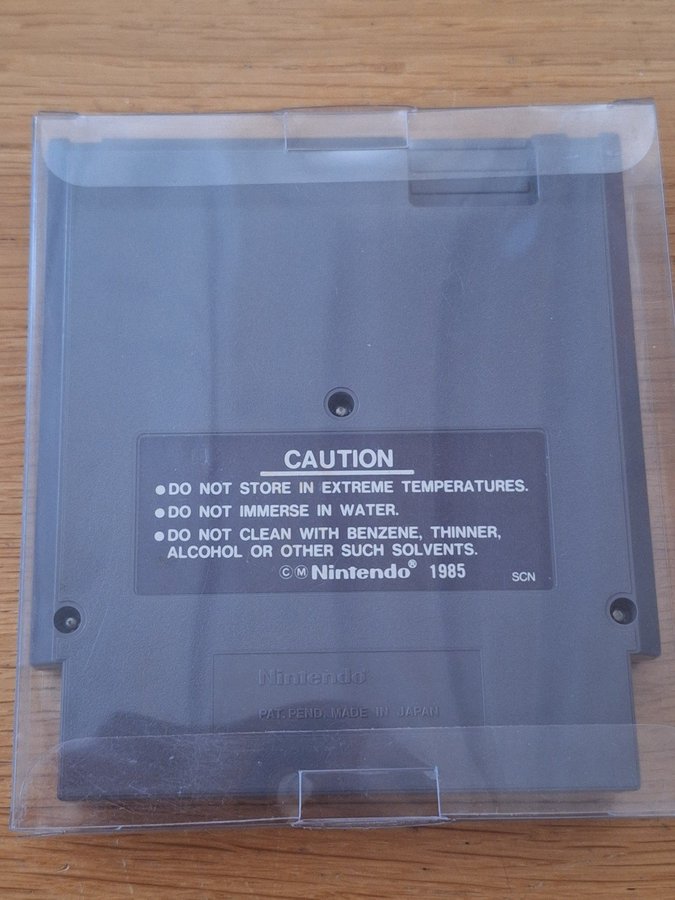 CAUTION
●DO NOT STORE IN EXTREME TEMPERATURES.
●DO NOT IMMERSE IN WATER.
●DO NOT CLEAN WITH BENZENE, THINNER,
ALCOHOL OR OTHER SUCH SOLVENTS.
ⒸⓂNintendo® 1985 SCN
Nintendo®
PAT. PEND. MADE IN JAPAN